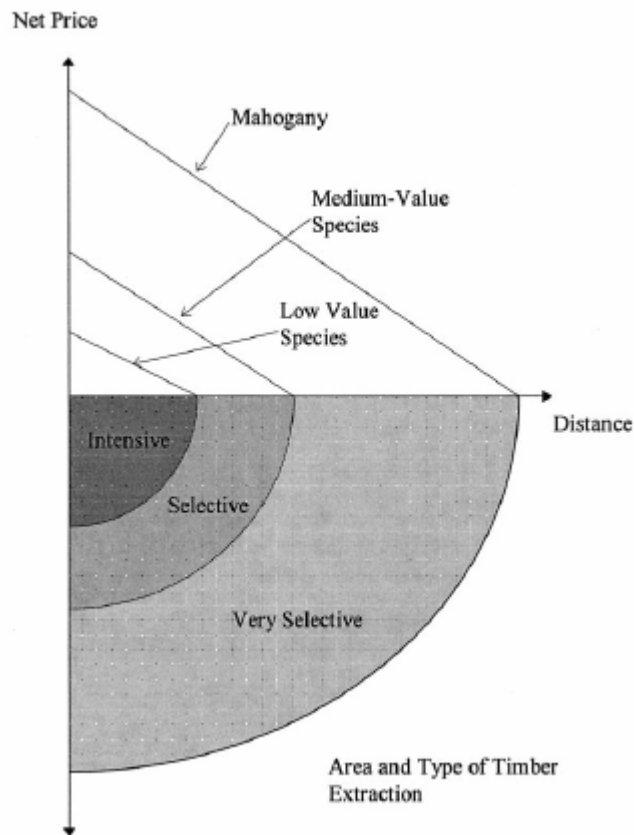 Net Price
Mahogany
Medium-Value
Species
Low Value
Species
Distance
Intensive
Selective
Very Selective
Area and Type of Timber
Extraction